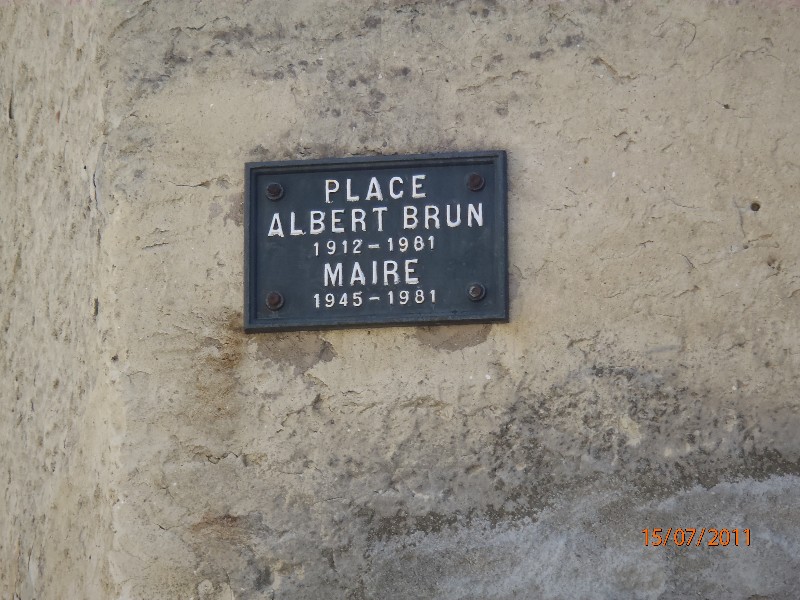 PLACE
ALBERT BRUN
1912-1981
MAIRE
1945-1981
15/07/2011